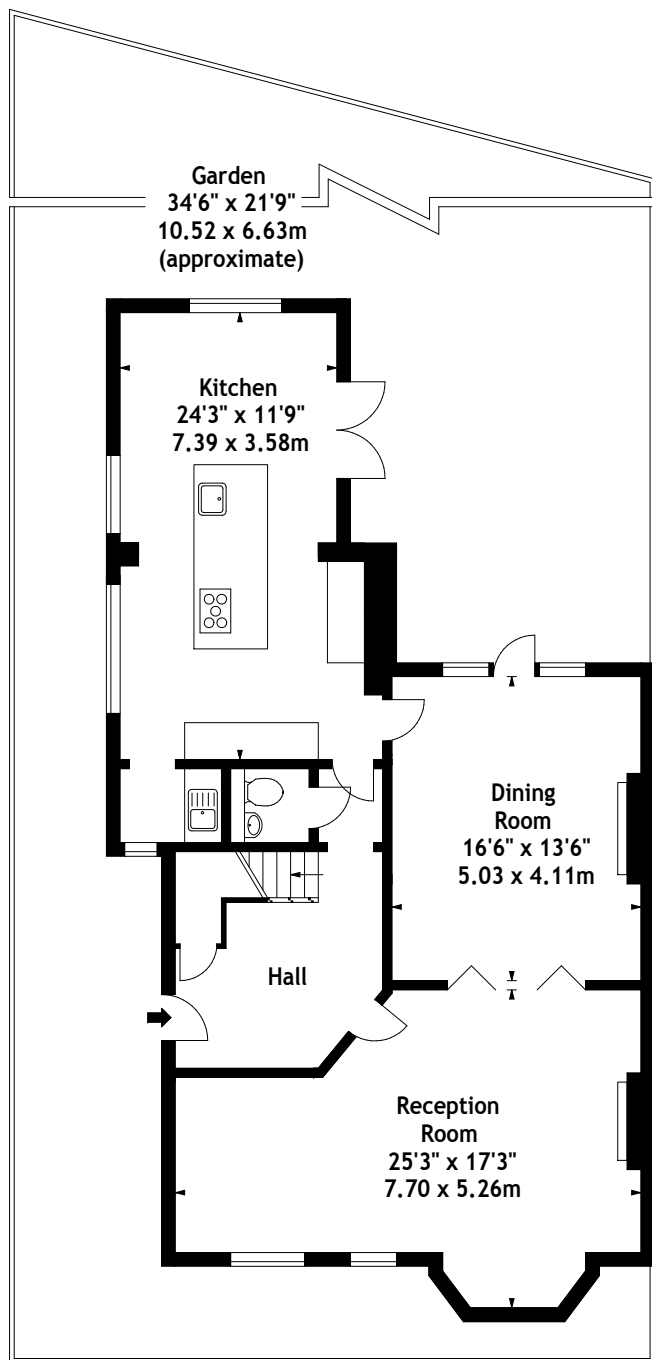 Garden
34'6" x 21'9"
10.52 x 6.63m
(approximate)
Kitchen
24'3" x 11'9"
7.39 x 3.58m
Dining
Room
16'6" x 13'6"
5.03 x 4.11m
Hall
Reception
Room
25'3" x 17'3"
7.70 x 5.26m